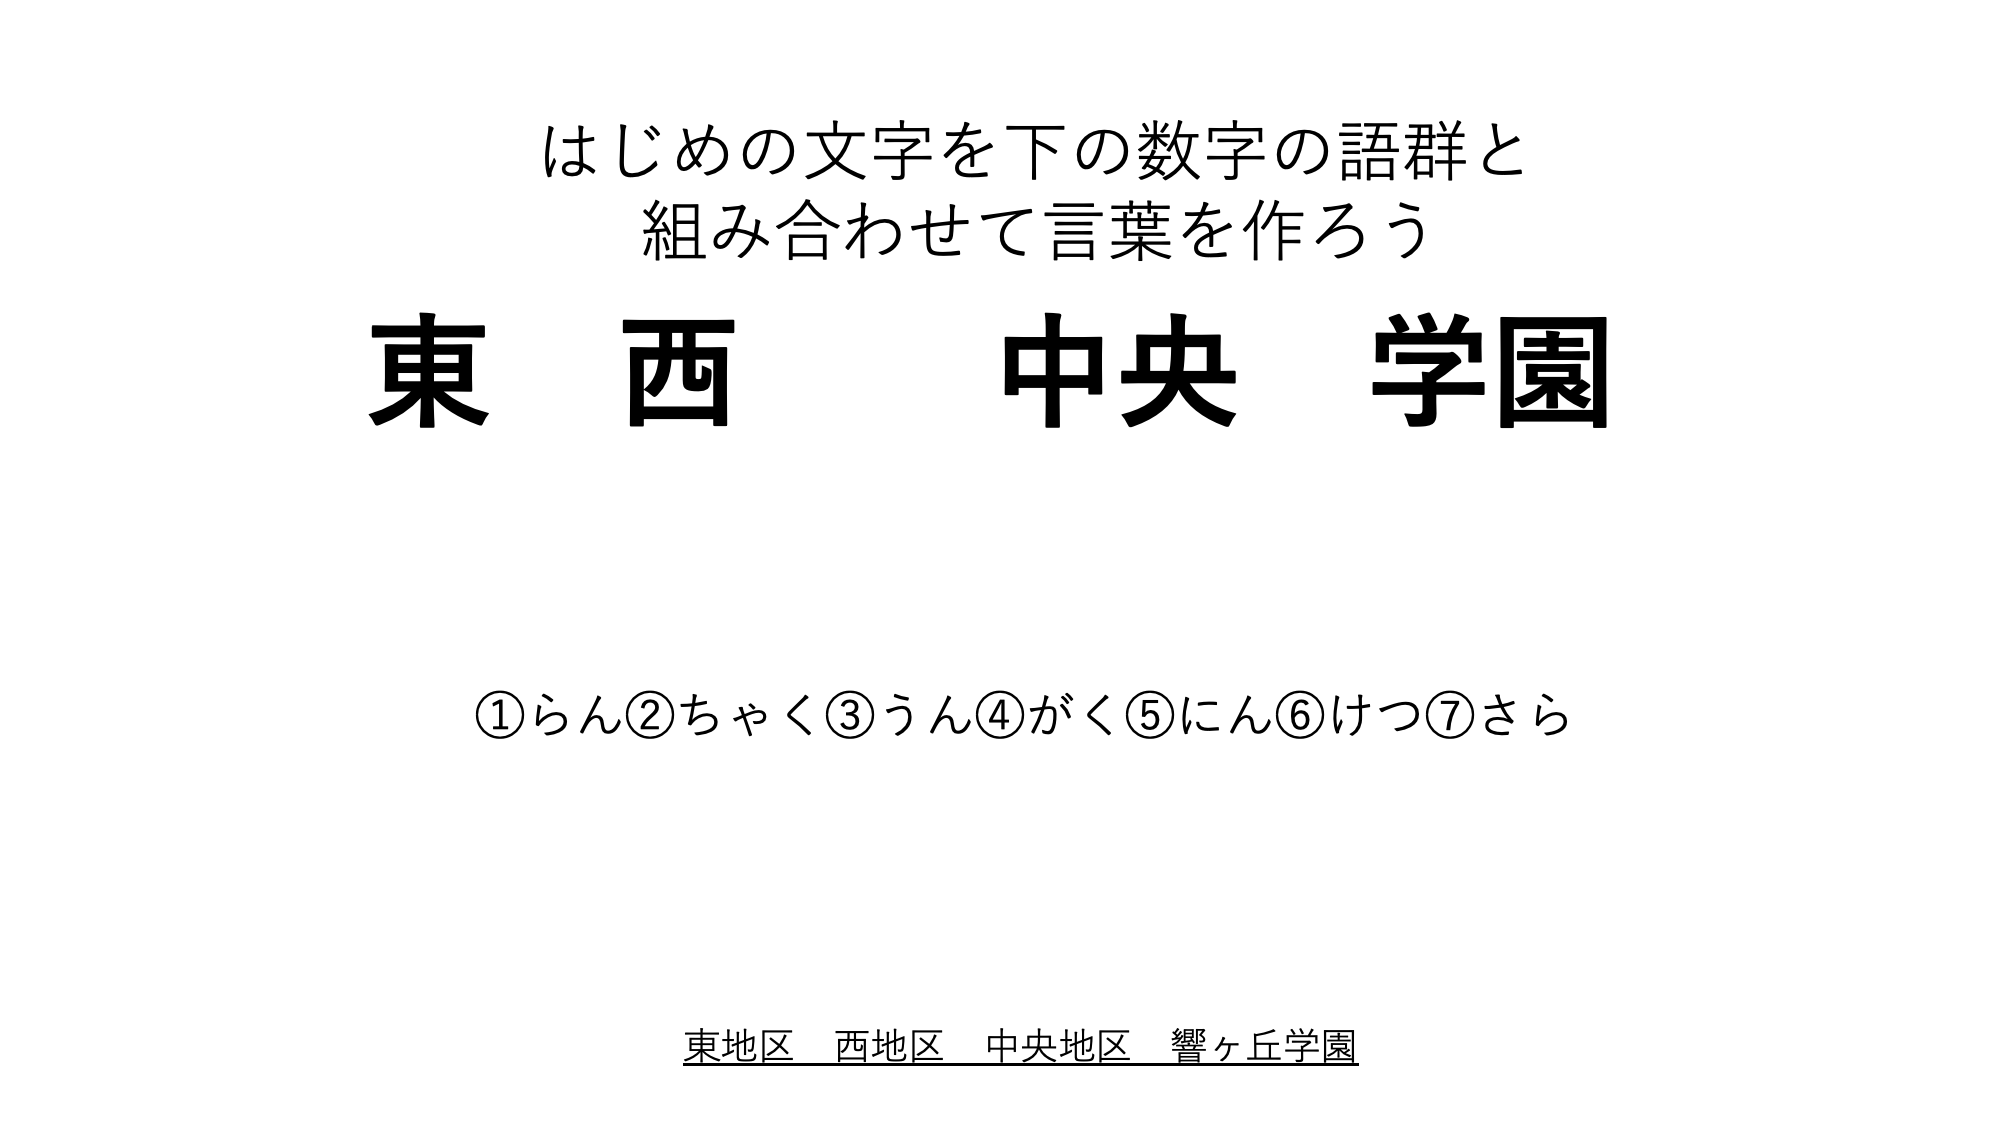 はじめの文字を下の数字の語群と
組み合わせて言葉を作ろう
東　西　　中央　学園
①らん②ちゃく③うん④がく⑤にん⑥けつ⑦さら
東地区　西地区　中央地区　響ヶ丘学園